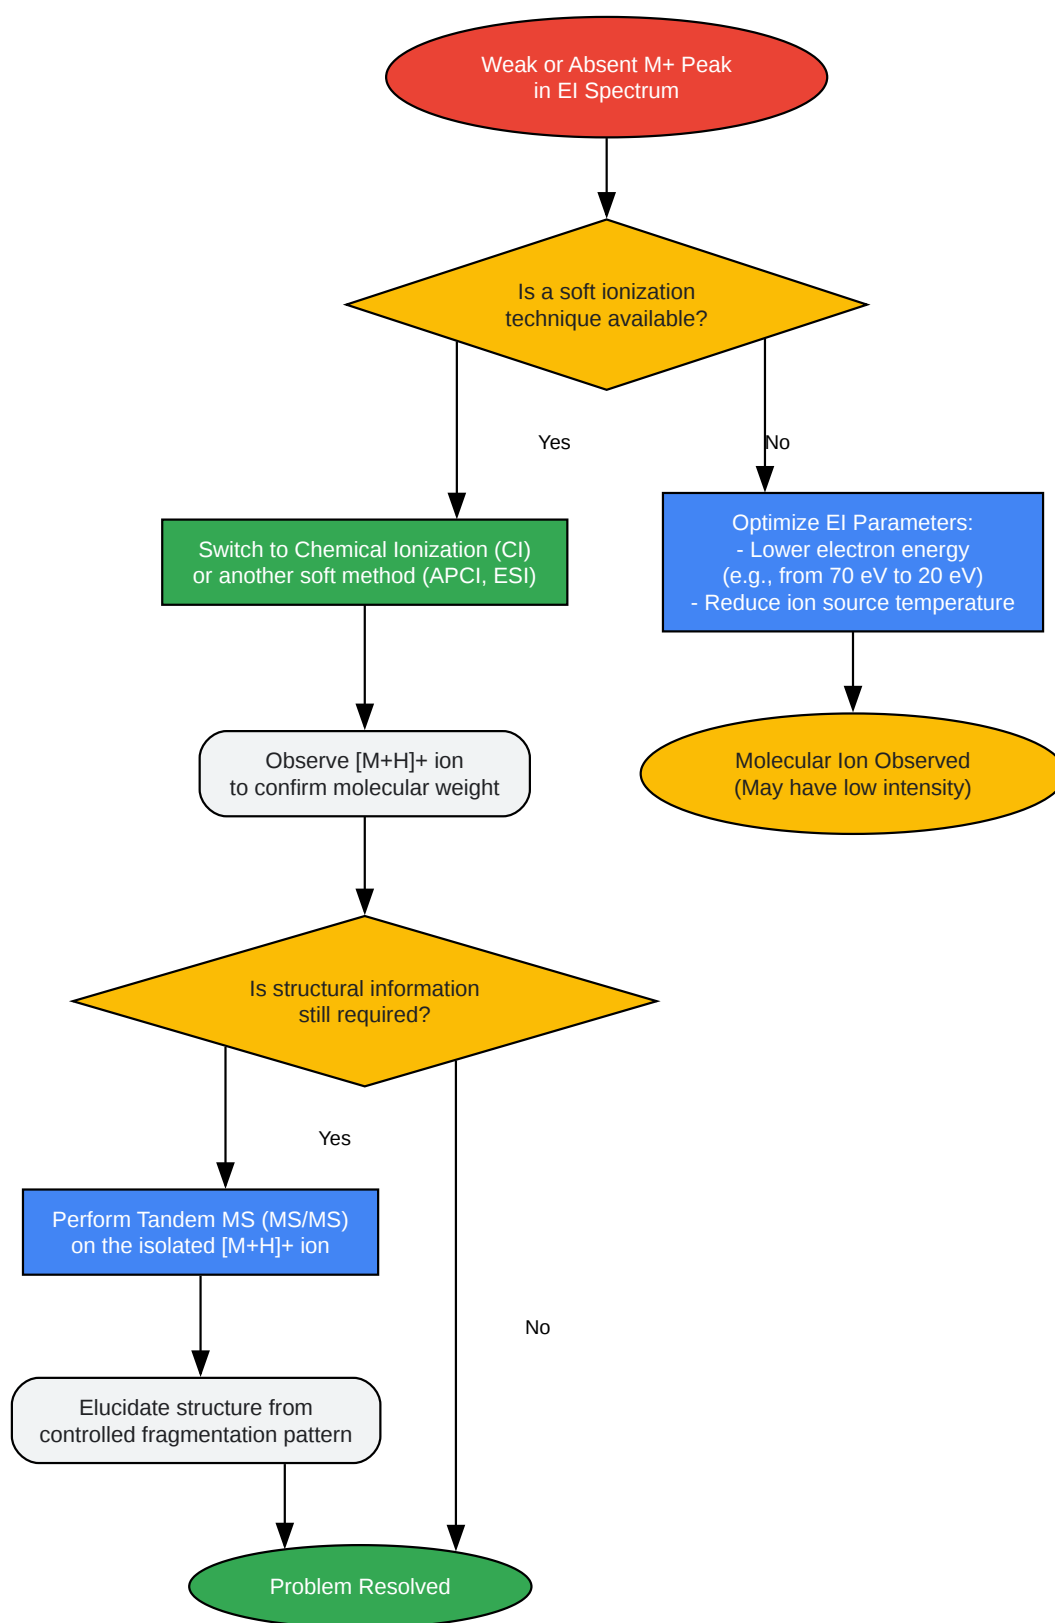 Weak or Absent M+ Peak
in EI Spectrum
Is a soft ionization
technique available?
Yes
No
Switch to Chemical Ionization (CI)
or another soft method (APCI, ESI)
Optimize EI Parameters:
- Lower electron energy
(e.g., from 70 eV to 20 eV)
- Reduce ion source temperature
Observe [M+H]+ ion
to confirm molecular weight
Molecular Ion Observed
(May have low intensity)
Is structural information
still required?
Yes
Perform Tandem MS (MS/MS)
on the isolated [M+H]+ ion
No
Elucidate structure from
controlled fragmentation pattern
Problem Resolved